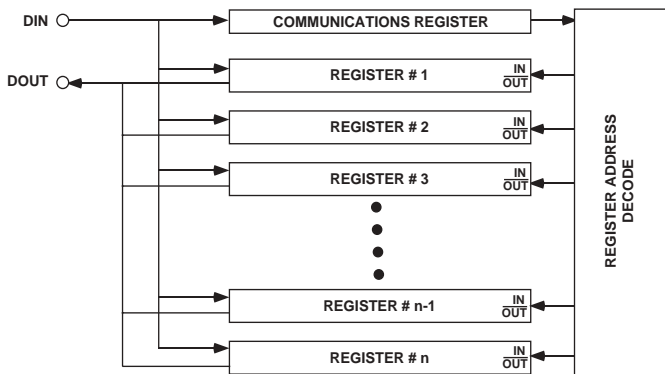 DIN
COMMUNICATIONS REGISTER
DOUT
REGISTER # 1
IN
OUT
REGISTER # 2
IN
OUT
REGISTER # 3
IN
OUT
REGISTER ADDRESS
DECODE
REGISTER # n-1
IN
OUT
REGISTER # n
IN
OUT